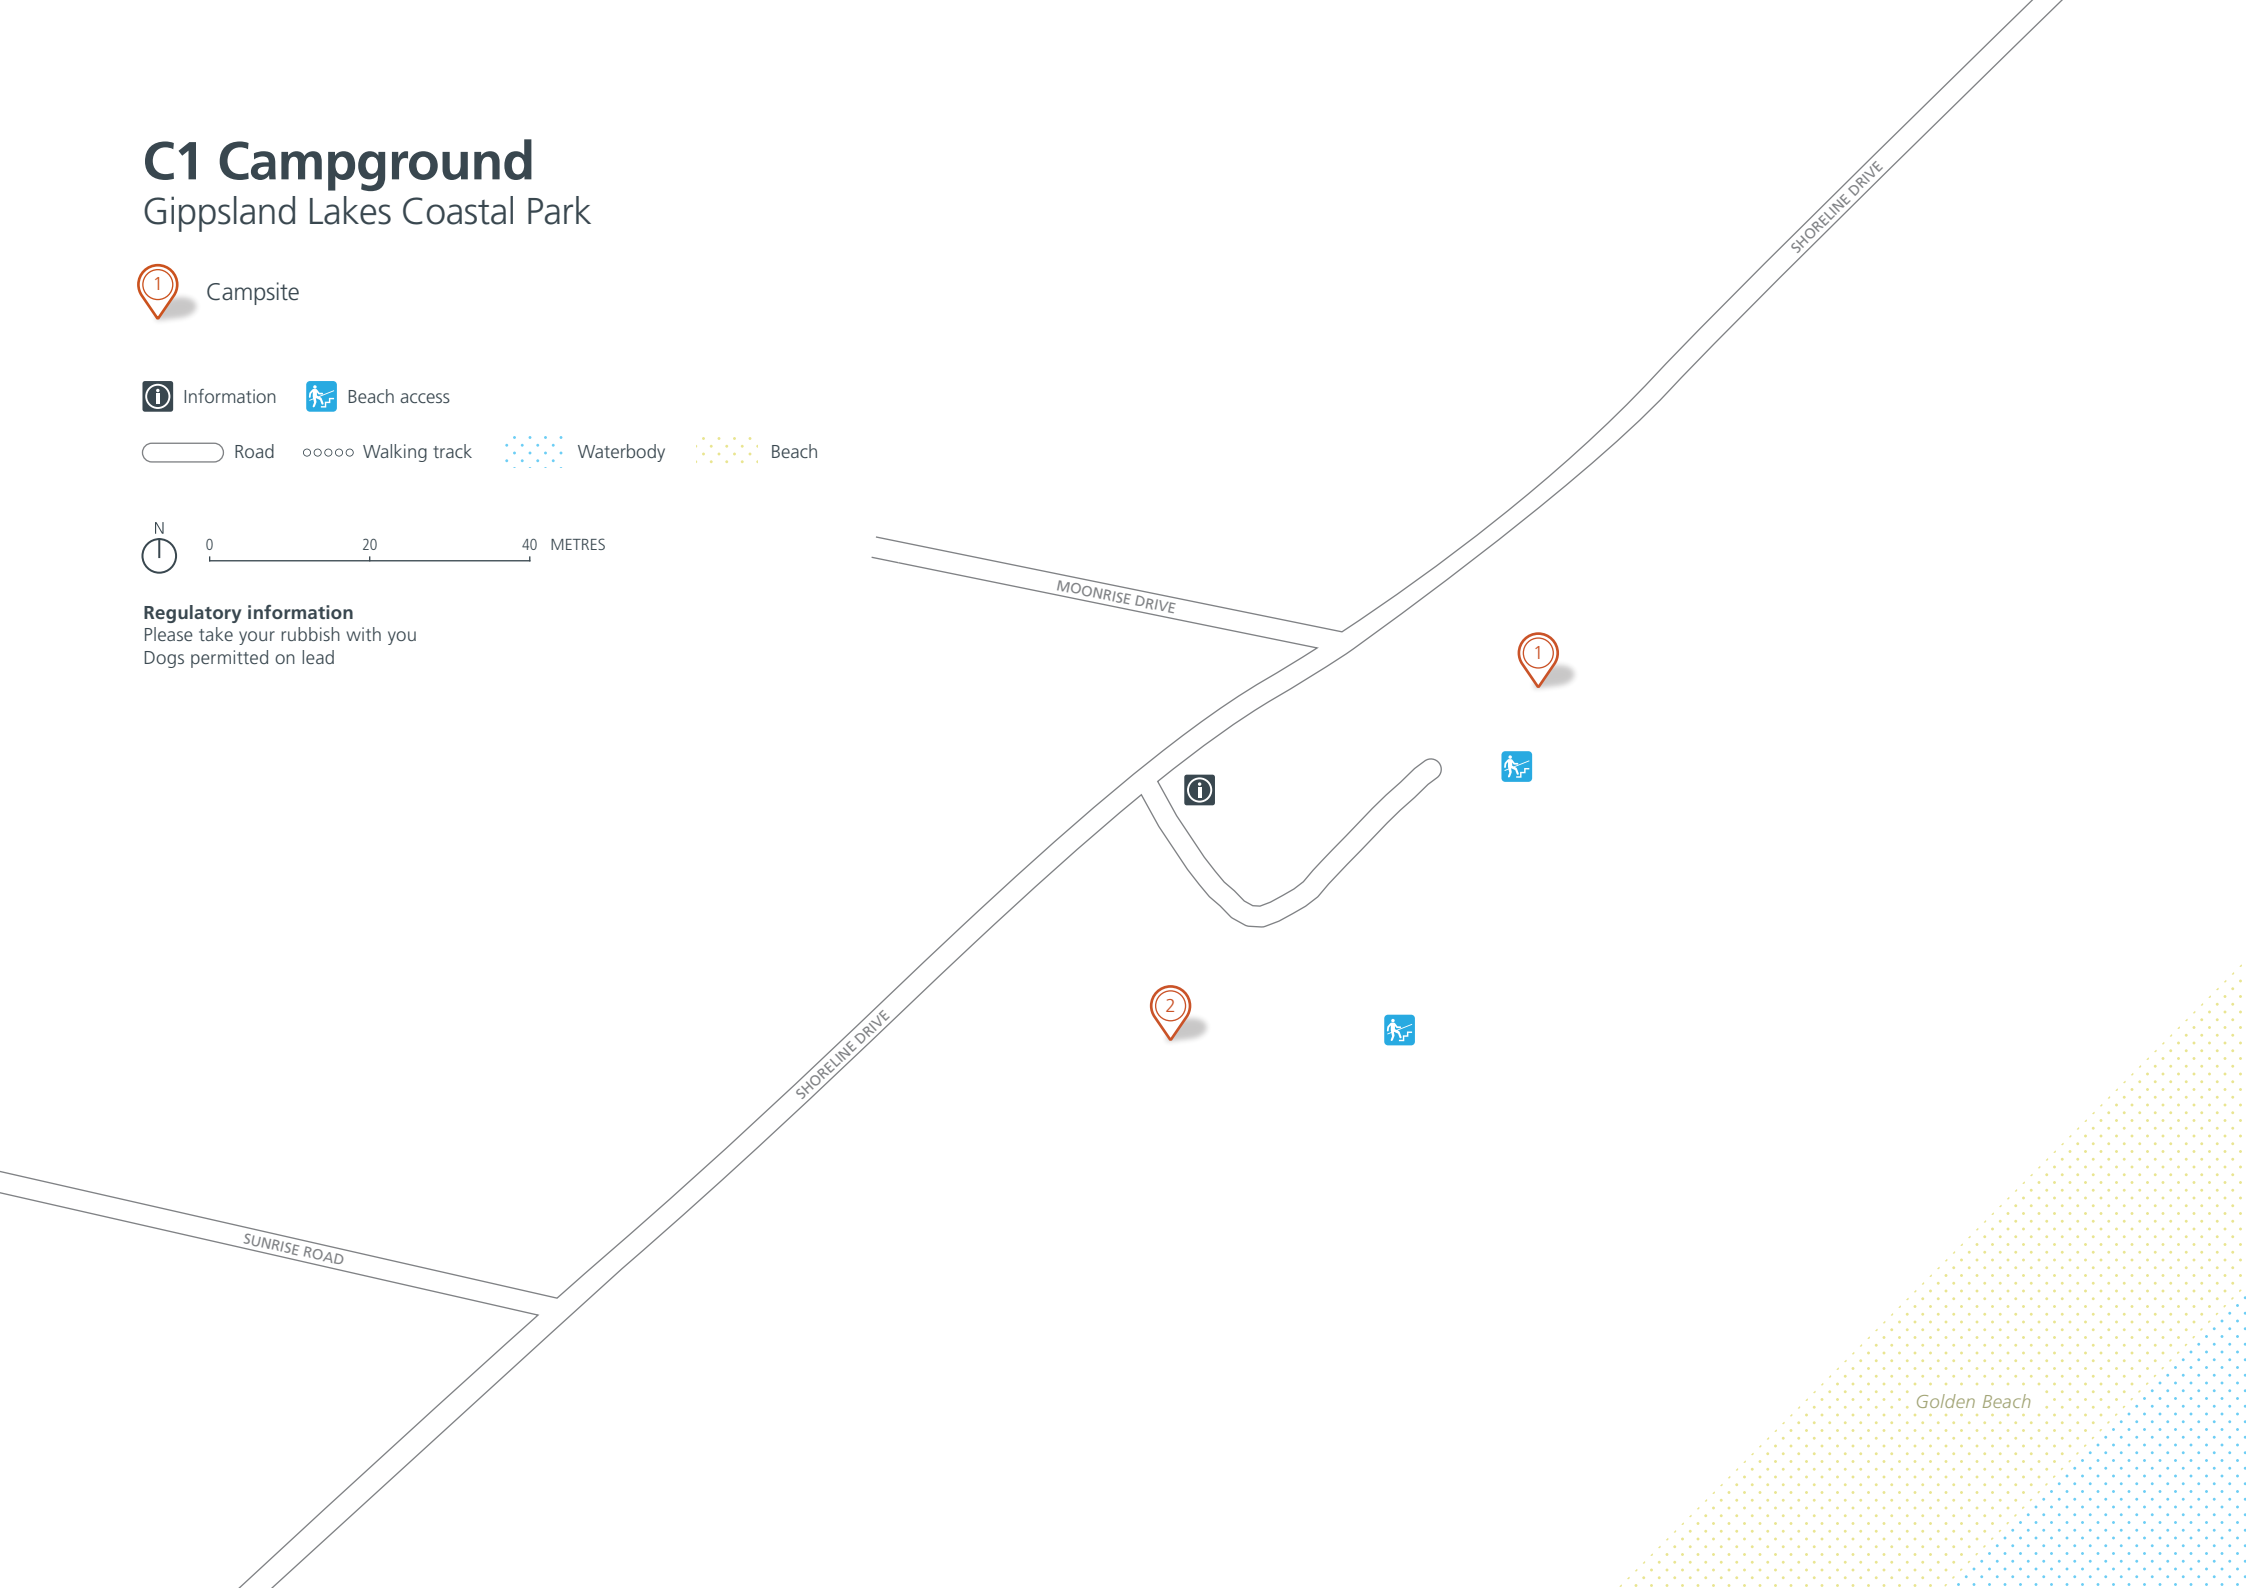 C1 Campground
Gippsland Lakes Coastal Park
1
Campsite
Information
Beach access
Road
Walking track
Waterbody
Beach
N
0
20
40
METRES
Regulatory information
Please take your rubbish with you
Dogs permitted on lead
SHORELINE DRIVE
MOONRISE DRIVE
1
2
SHORELINE DRIVE
SUNRISE ROAD
Golden Beach